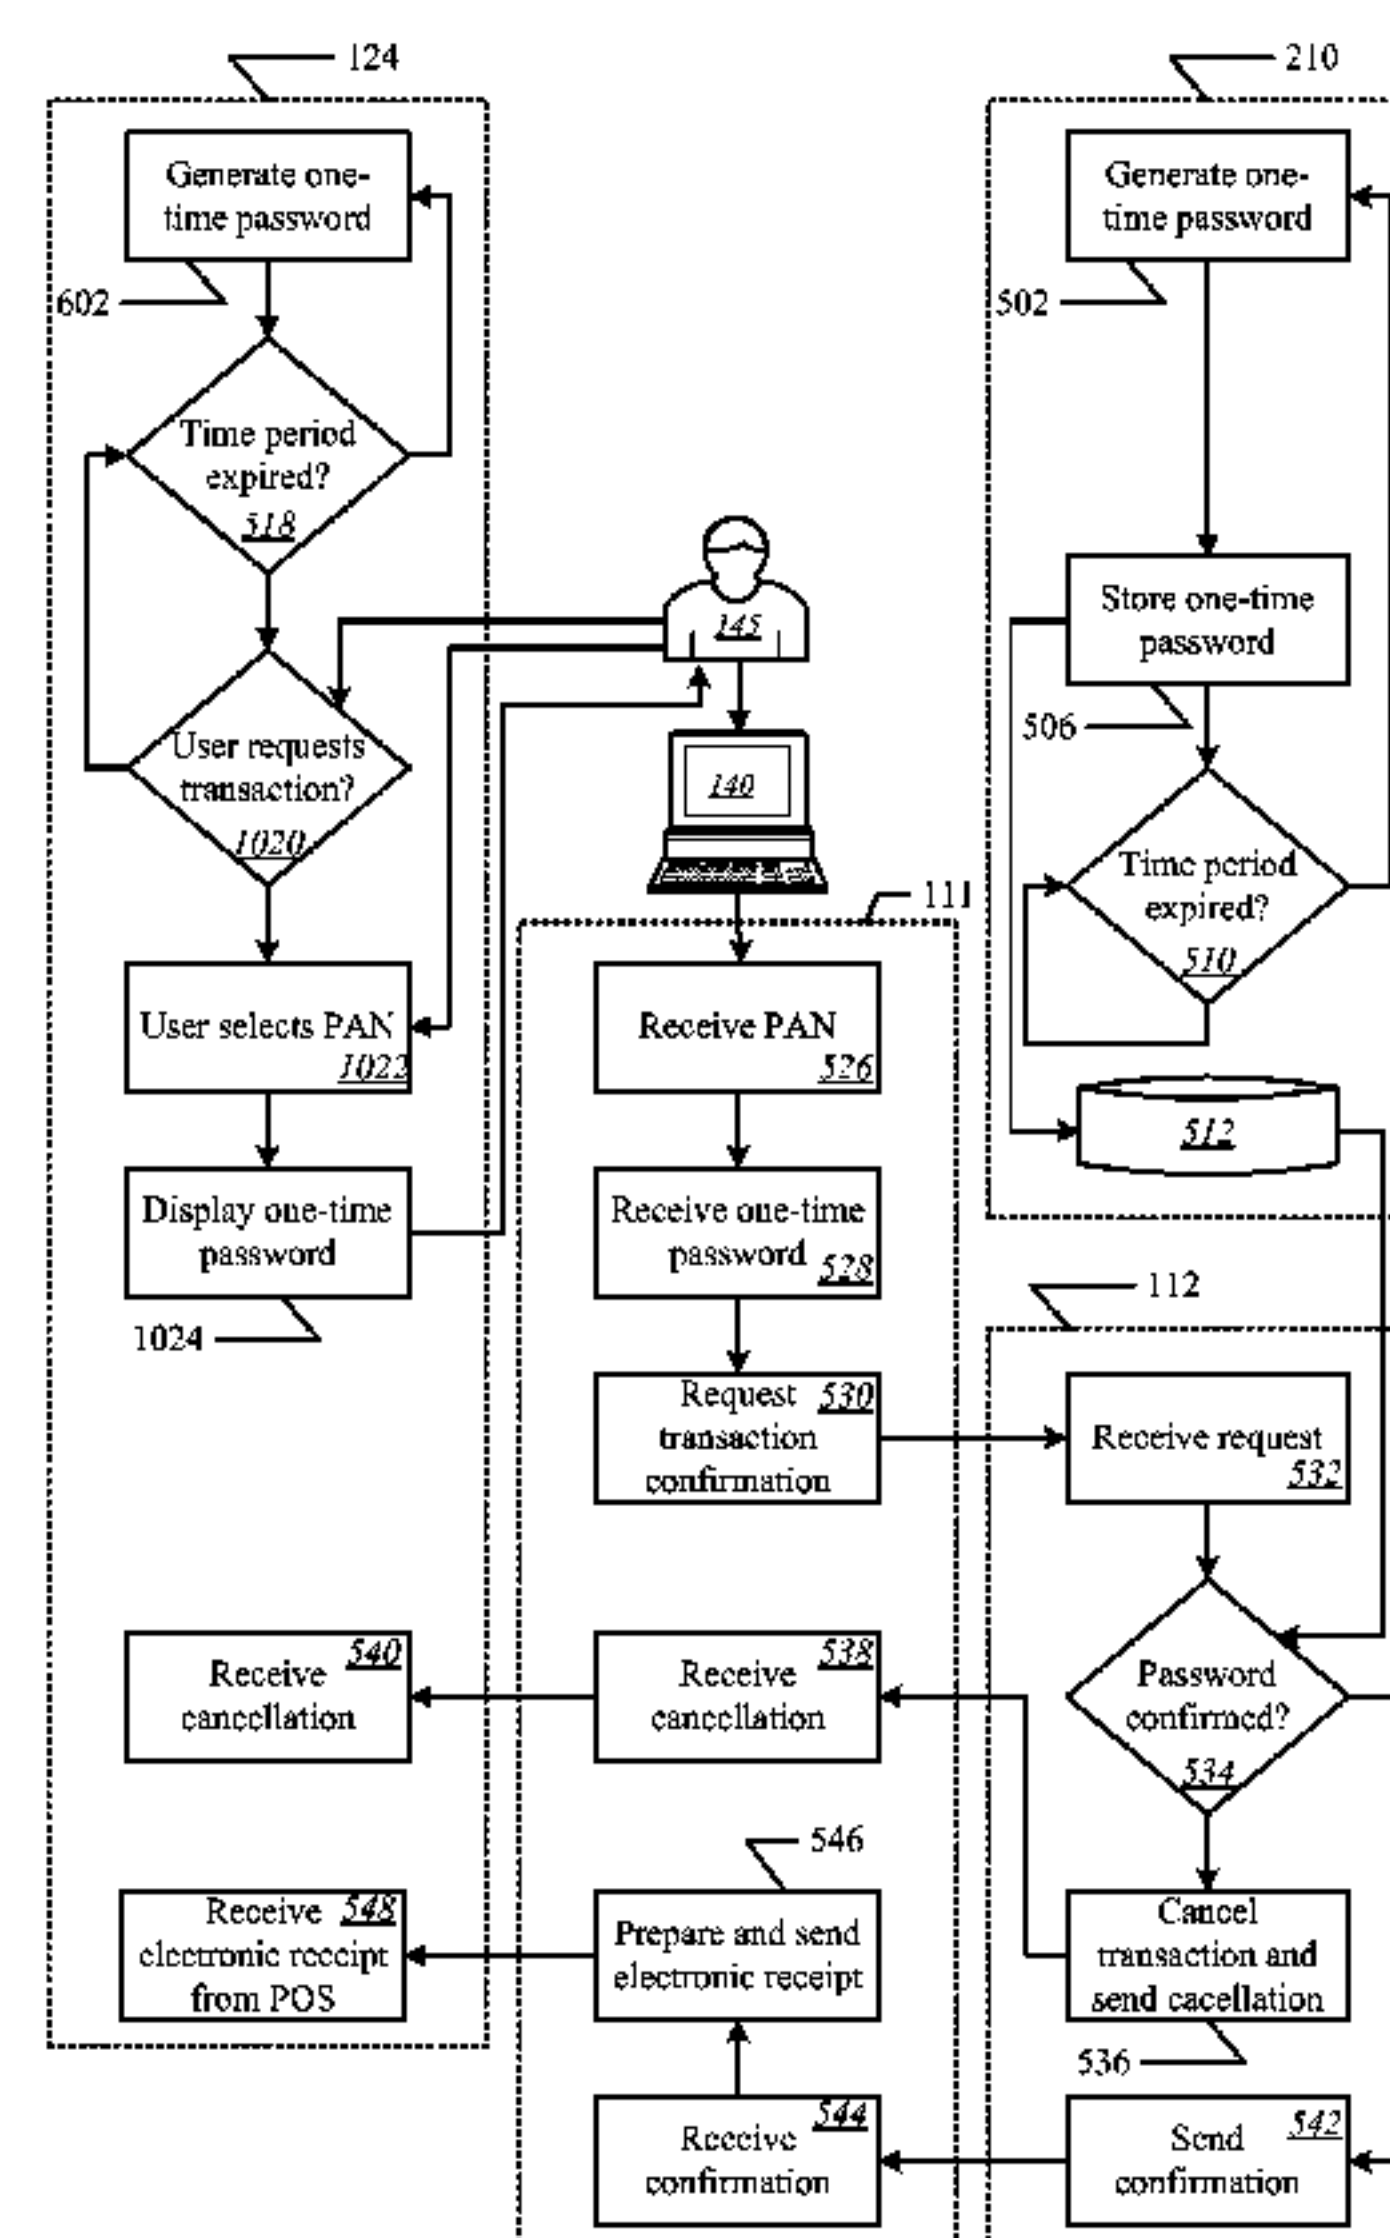 124
210
Generate one-
time password
602
Time period
expired?
518
User requests
transaction?
1020
User selects PAN
1022
Display one-time
password
1024
540
Receive
cancellation
Receive 548
electronic receipt
from POS
145
140
111
Receive PAN
526
Receive one-time
password 528
Request 530
transaction
confirmation
538
Receive
cancellation
546
Prepare and send
electronic receipt
544
Receive
confirmation
Generate one-
time password
502
Store one-time
password
506
Time period
expired?
510
512
112
Receive request
532
Password
confirmed?
534
Cancel
transaction and
send cacellation
536
Send 542
confirmation